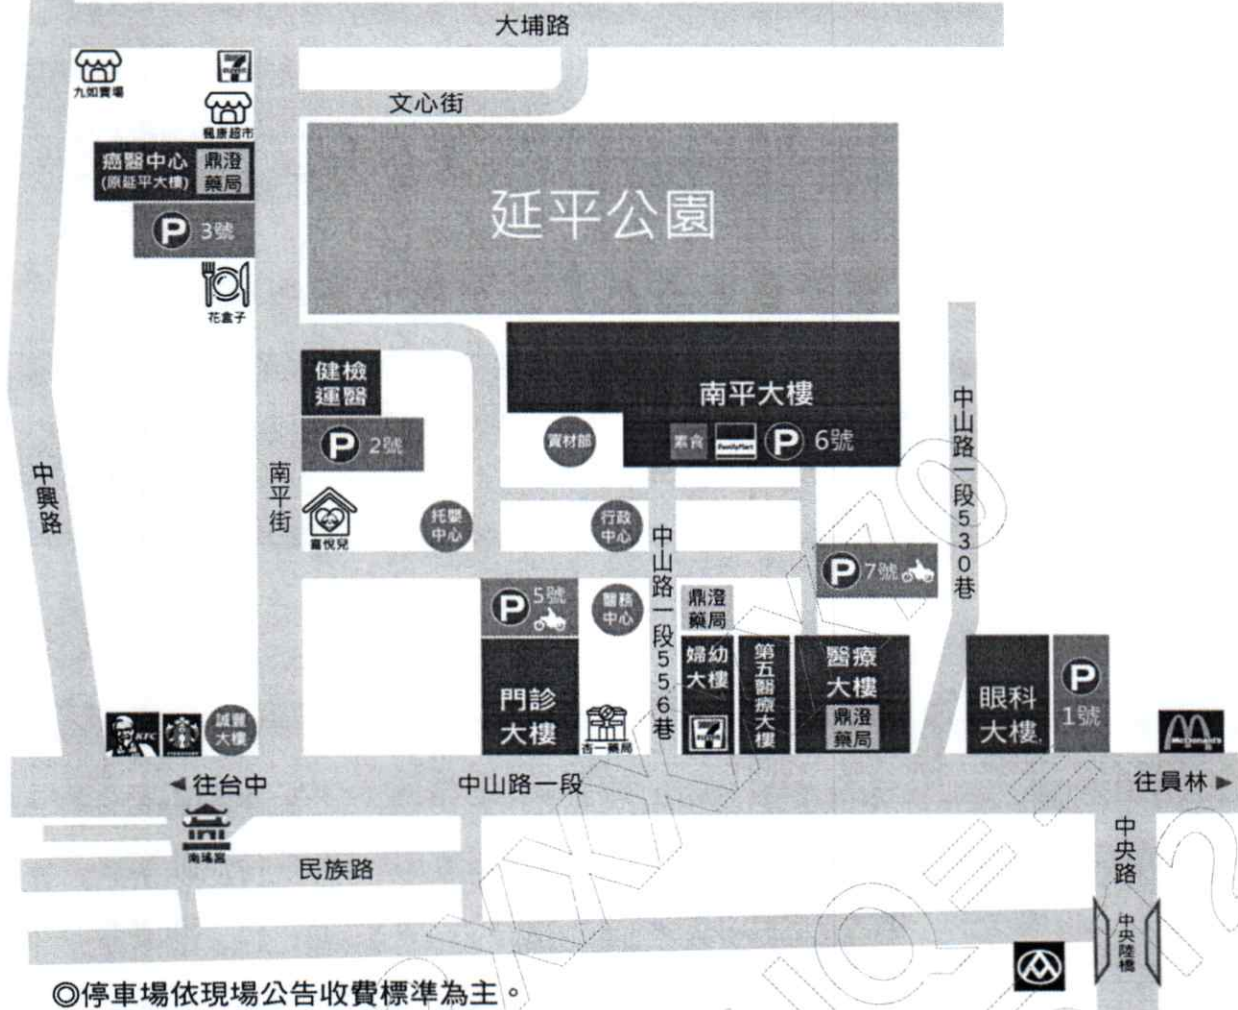 大埔路
九如賣場
7
文心街
楓康超市
癌醫中心
(原延平大樓)
鼎澄
藥局
P 3號
延平公園
花盒子
健檢
運醫
P 2號
南平大樓
資材部
素食 FamilyMart P 6號
中山路一段530巷
中興路
南平街
喜悅兒
托嬰
中心
行政
中心
中山路一段556巷
P 7號
P 5號
醫務
中心
鼎澄
藥局
門診
大樓
杏一藥局
婦幼
大樓
7
第五醫療大樓
醫療
大樓
鼎澄
藥局
眼科
大樓
P
1號
McDonald's
KFC
誠豐
大樓
◀往台中
中山路一段
往員林▶
南瑤宮
民族路
中央路
中央陸橋
◎停車場依現場公告收費標準為主。